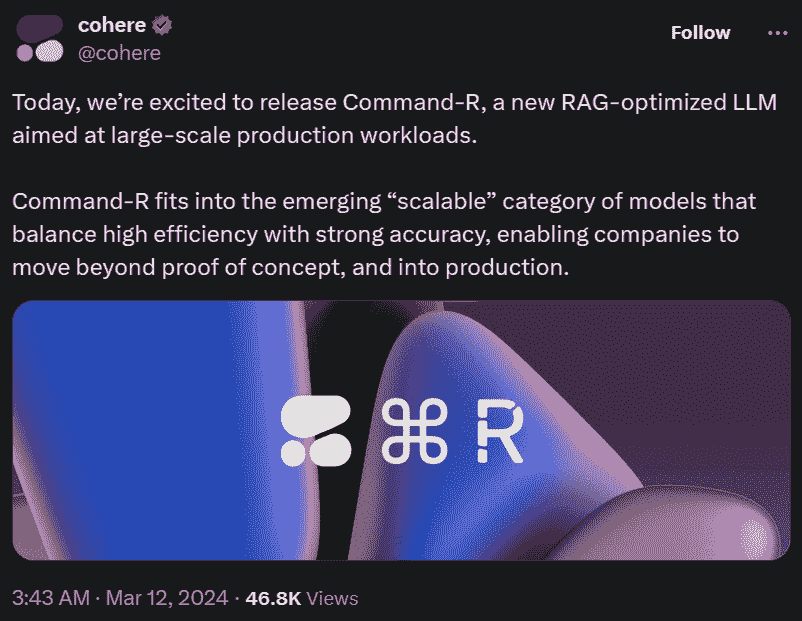 cohere
@cohere
Follow
Today, we’re excited to release Command-R, a new RAG-optimized LLM
aimed at large-scale production workloads.
Command-R fits into the emerging “scalable” category of models that
balance high efficiency with strong accuracy, enabling companies to
move beyond proof of concept, and into production.
⌘ R
3:43 AM · Mar 12, 2024 · 46.8K Views